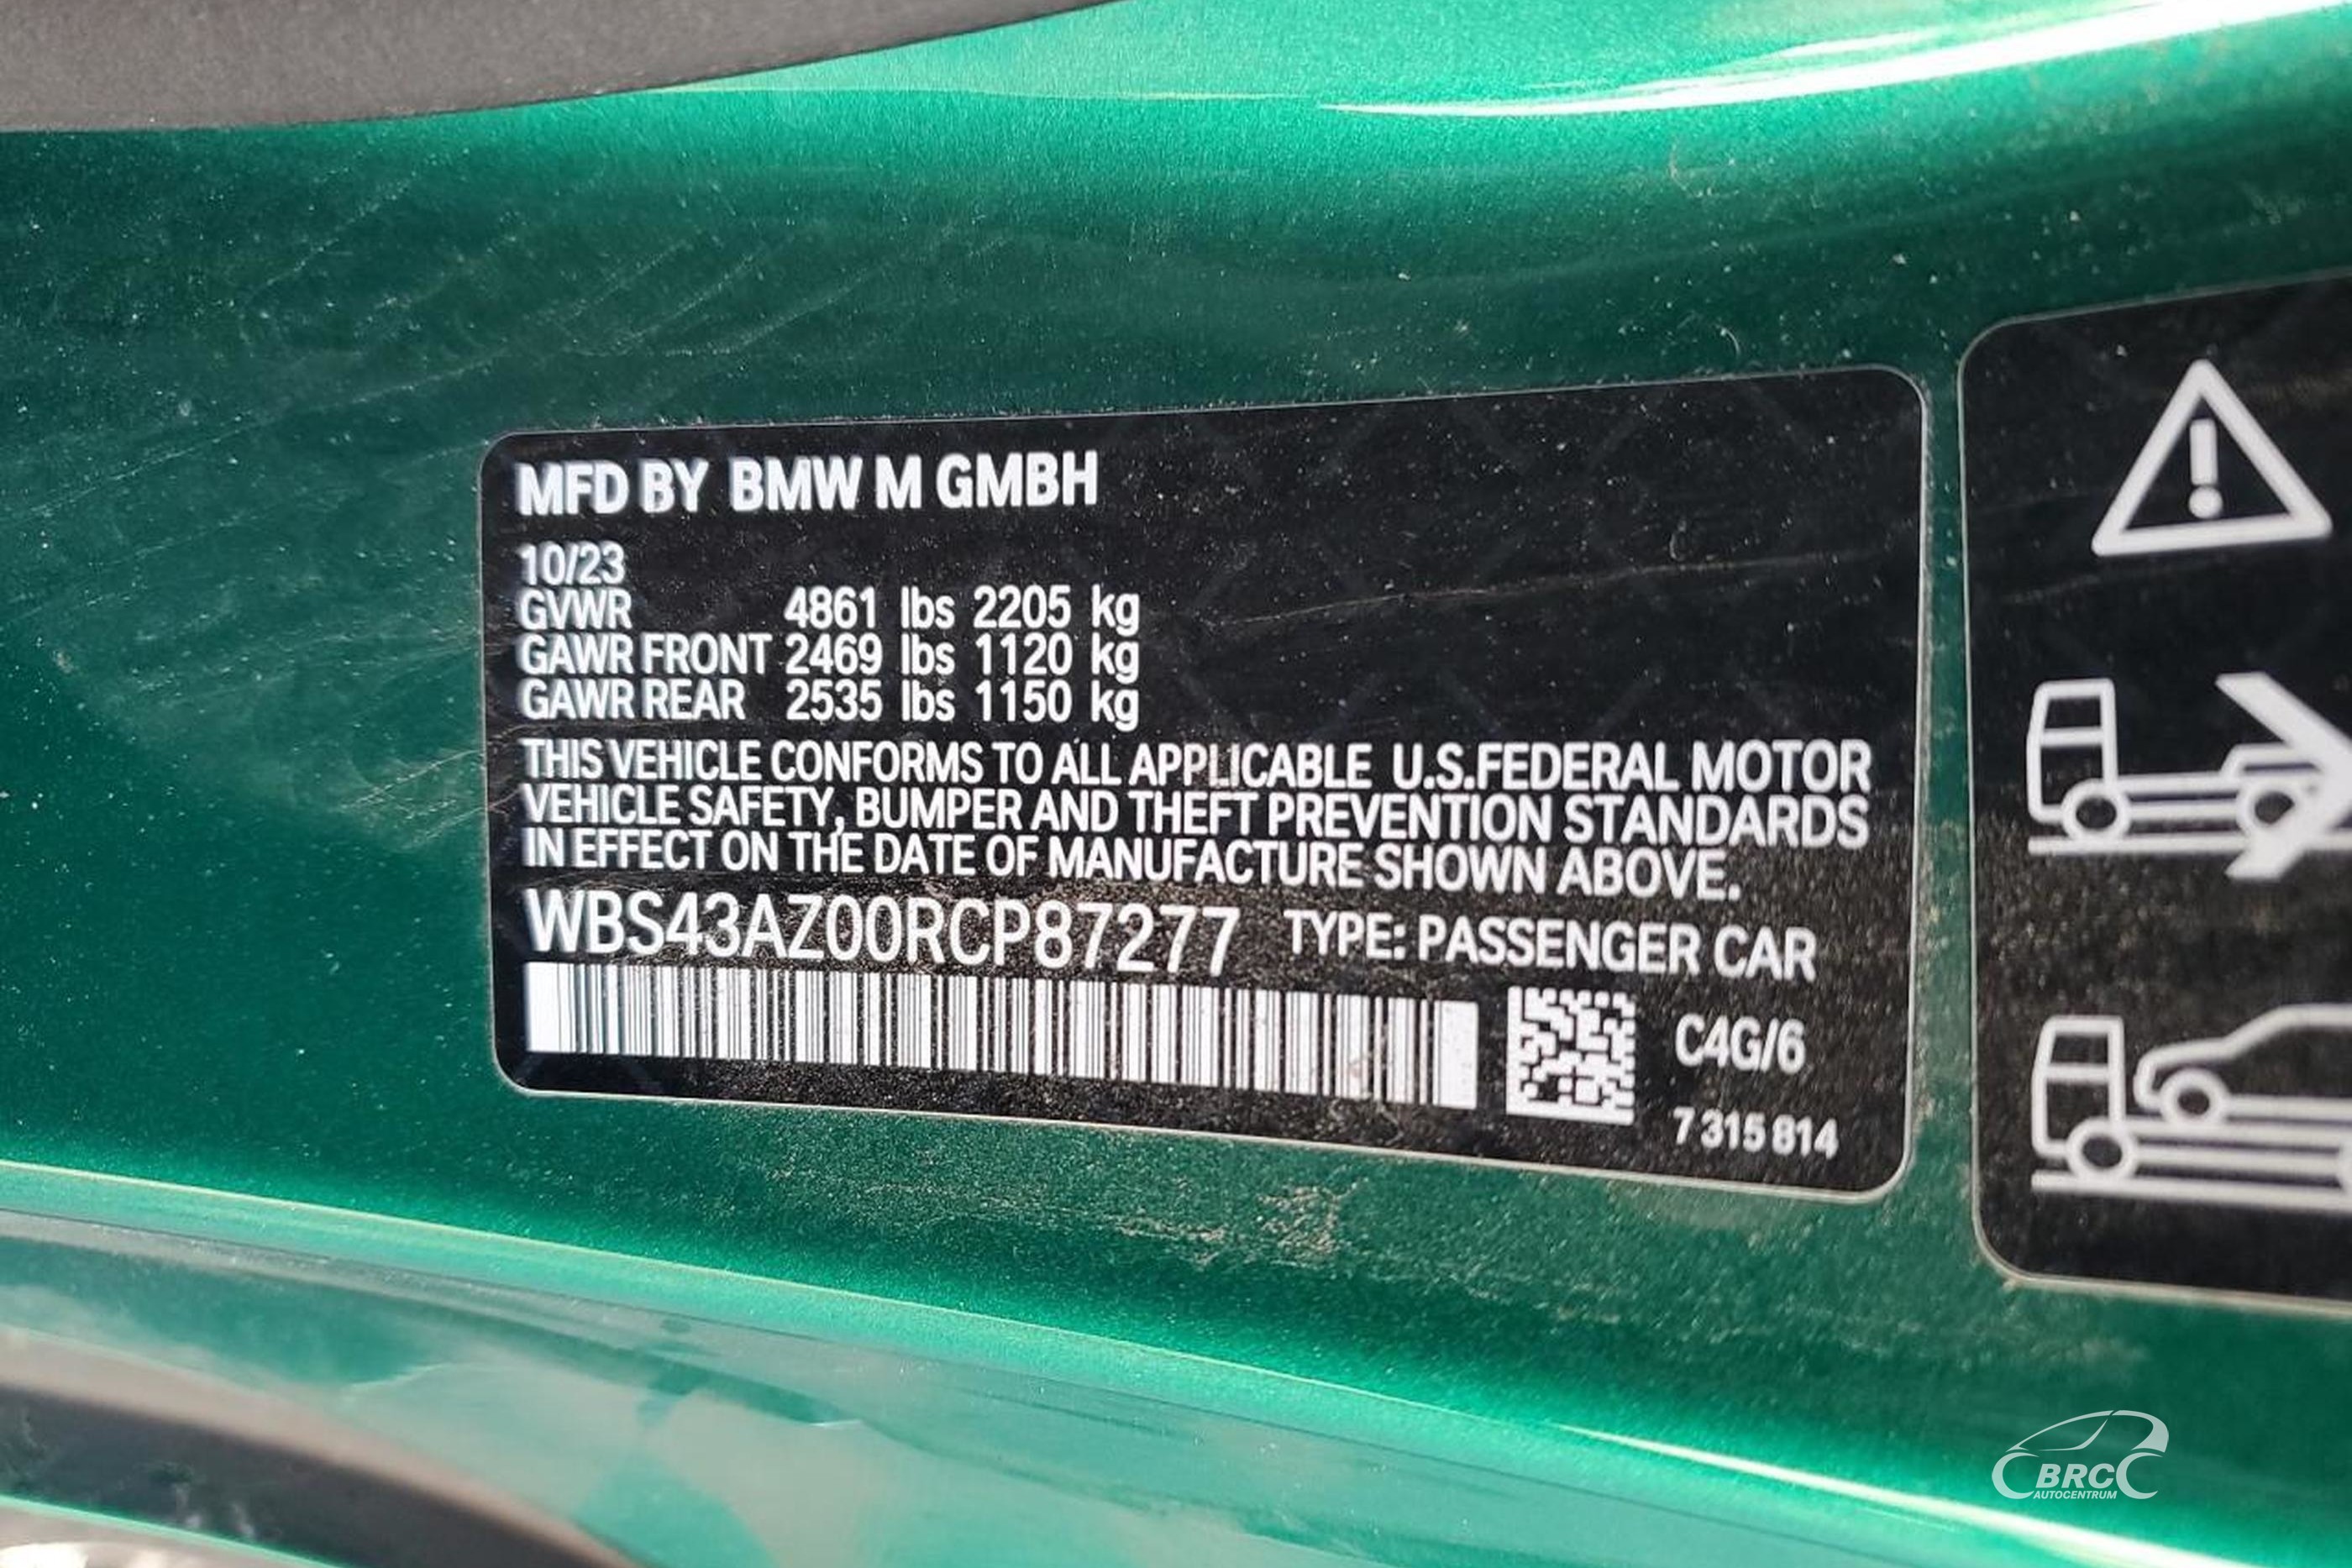 MFD BY BMW M GMBH
10/23
GVWR 4861 lbs 2205 kg
GAWR FRONT 2469 lbs 1120 kg
GAWR REAR 2535 lbs 1150 kg
THIS VEHICLE CONFORMS TO ALL APPLICABLE U.S.FEDERAL MOTOR
VEHICLE SAFETY, BUMPER AND THEFT PREVENTION STANDARDS
IN EFFECT ON THE DATE OF MANUFACTURE SHOWN ABOVE.
WBS43AZ00RCP87277 TYPE: PASSENGER CAR
C4G/6
7 315 814
BRC
AUTOCENTRUM